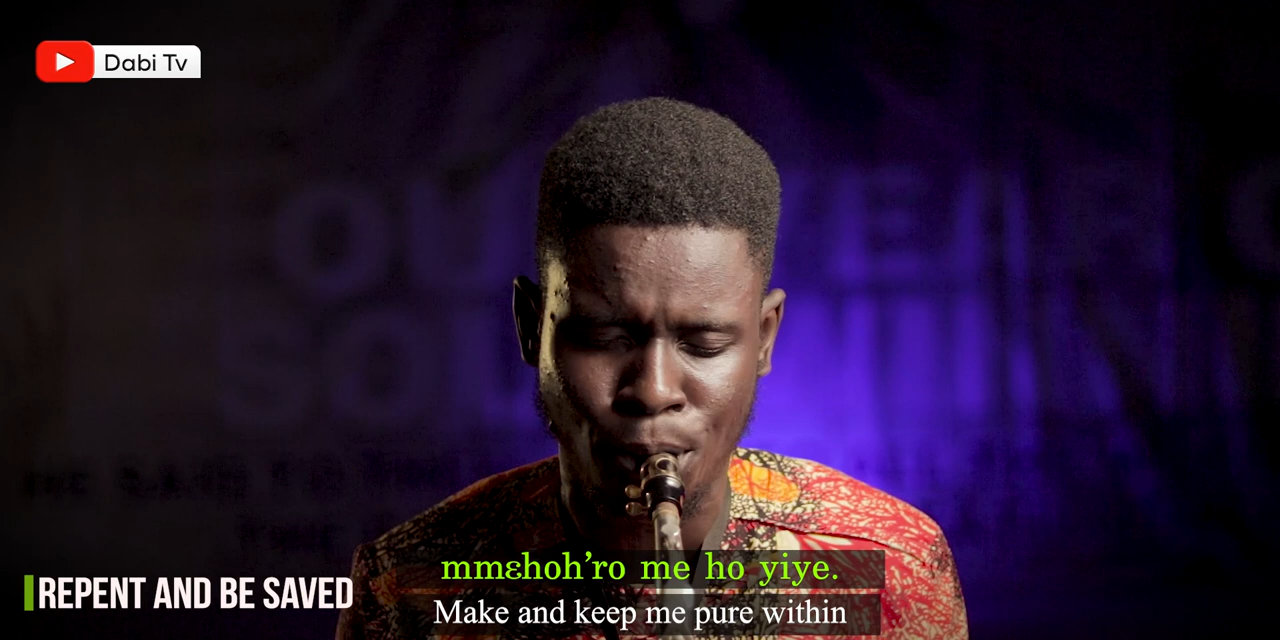 Dabi Tv
mmɛhoh’ro me ho yiye.
REPENT AND BE SAVED
Make and keep me pure within